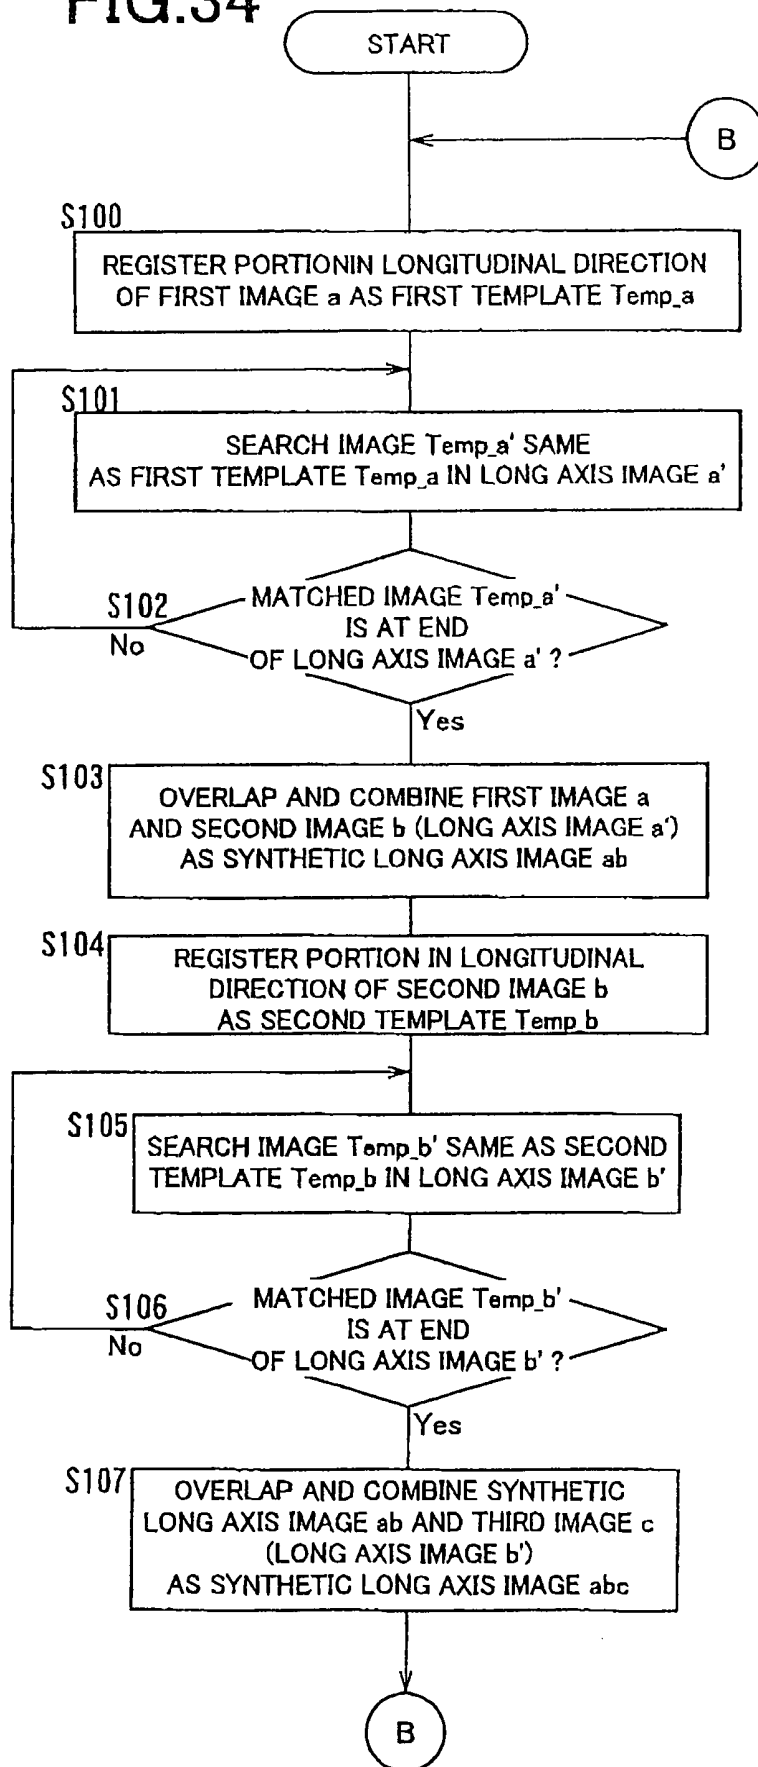 FIG.34
START
B
S100
REGISTER PORTIONIN LONGITUDINAL DIRECTION
OF FIRST IMAGE a AS FIRST TEMPLATE Temp_a
S101
SEARCH IMAGE Temp_a' SAME
AS FIRST TEMPLATE Temp_a IN LONG AXIS IMAGE a'
S102
MATCHED IMAGE Temp_a'
IS AT END
OF LONG AXIS IMAGE a' ?
No
Yes
S103
OVERLAP AND COMBINE FIRST IMAGE a
AND SECOND IMAGE b (LONG AXIS IMAGE a')
AS SYNTHETIC LONG AXIS IMAGE ab
S104
REGISTER PORTION IN LONGITUDINAL
DIRECTION OF SECOND IMAGE b
AS SECOND TEMPLATE Temp_b
S105
SEARCH IMAGE Temp_b' SAME AS SECOND
TEMPLATE Temp_b IN LONG AXIS IMAGE b'
S106
MATCHED IMAGE Temp_b'
IS AT END
OF LONG AXIS IMAGE b' ?
No
Yes
S107
OVERLAP AND COMBINE SYNTHETIC
LONG AXIS IMAGE ab AND THIRD IMAGE c
(LONG AXIS IMAGE b')
AS SYNTHETIC LONG AXIS IMAGE abc
B